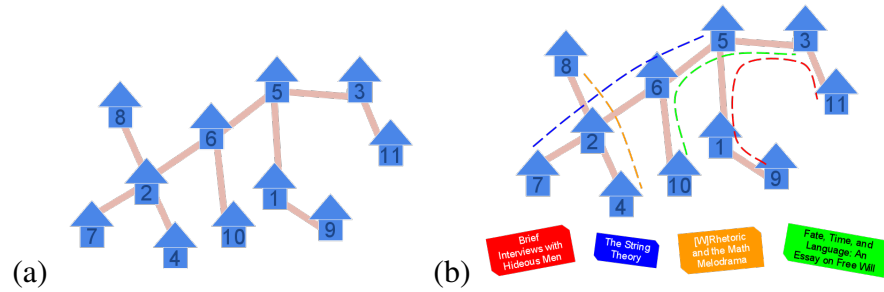 5
3
8
6
11
2
1
7
10
9
4
(a)
5
3
8
6
11
2
1
7
10
9
4
(b)
Brief
Interviews with
Hideous Men
The String
Theory
[W]Rhetoric
and the Math
Melodrama
Fate, Time, and
Language: An
Essay on Free Will